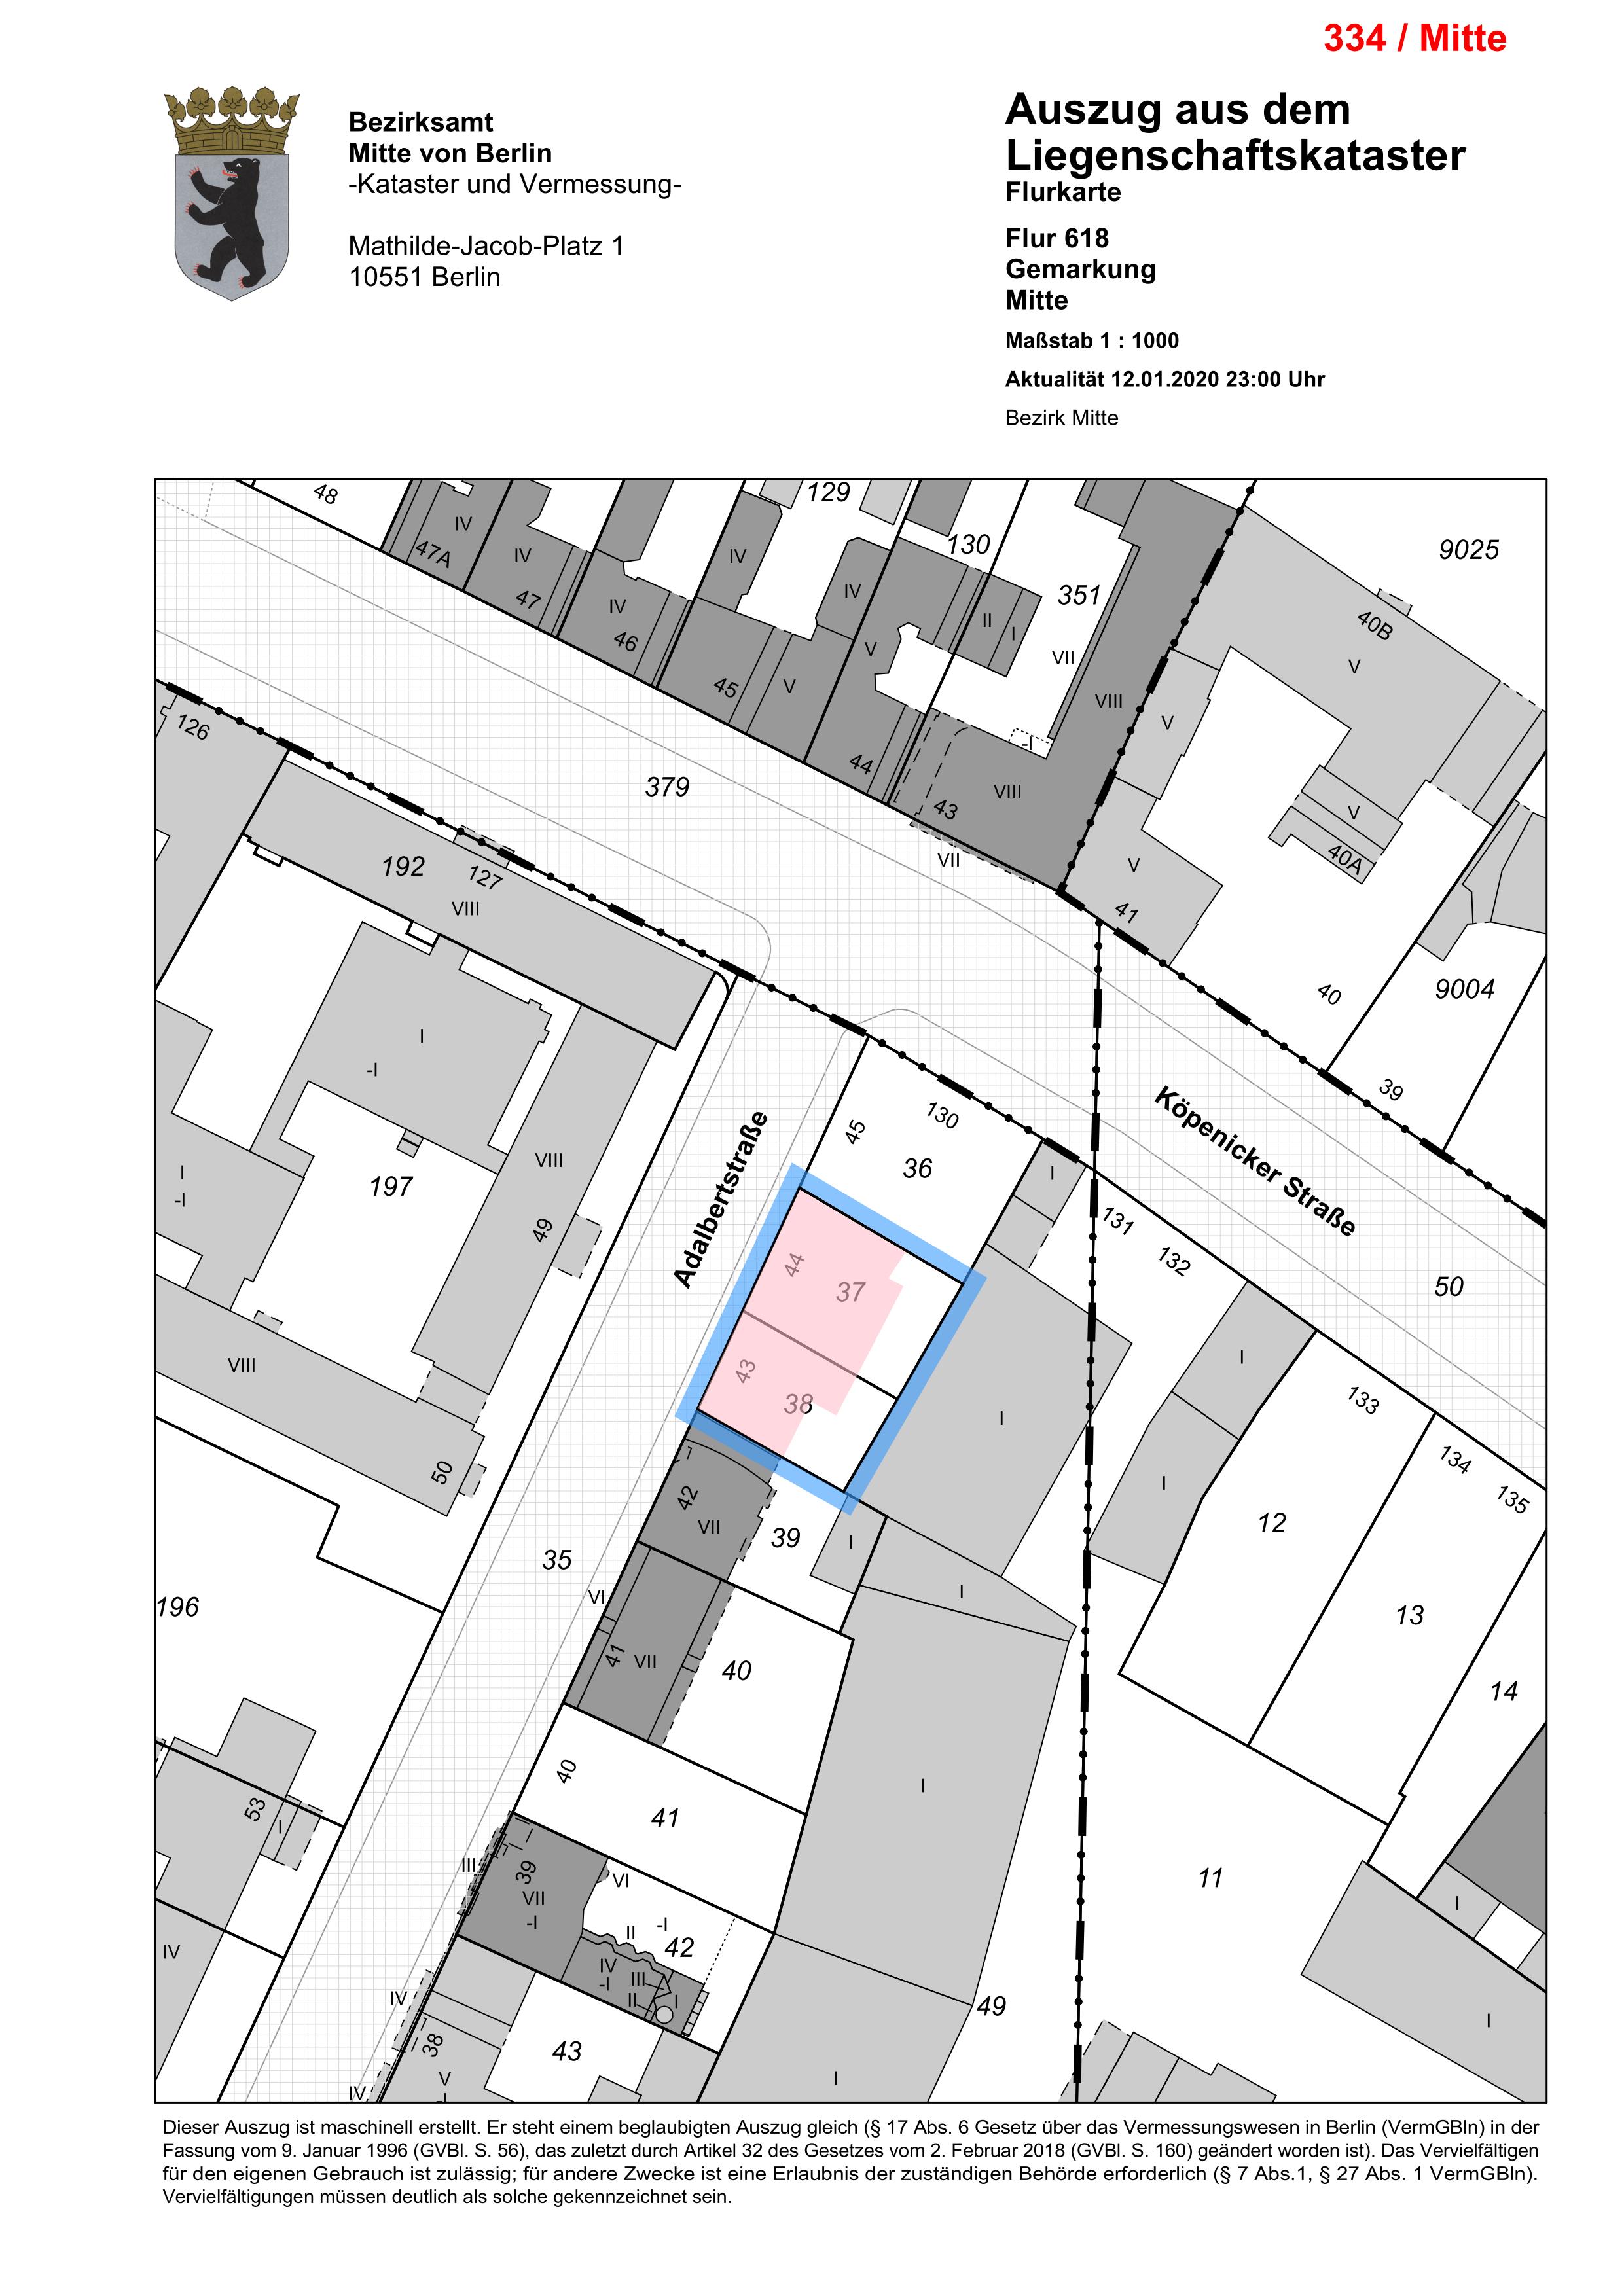 334 / Mitte
Bezirksamt
Mitte von Berlin
-Kataster und Vermessung-
Mathilde-Jacob-Platz 1
10551 Berlin
Auszug aus dem
Liegenschaftskataster
Flurkarte
Flur 618
Gemarkung
Mitte
Maßstab 1 : 1000
Aktualität 12.01.2020 23:00 Uhr
Bezirk Mitte
48
129
IV
47A
IV
47
IV
46
IV
45
V
IV
V
44
130
II
I
351
VII
VIII
-I
VIII
43
VII
9025
40B
V
V
V
40A
V
41
40
9004
39
126
379
192
127
VIII
I
-I
197
VIII
49
I
-I
VIII
50
Adalbertstraße
Köpenicker Straße
45
130
36
I
131
132
50
44
37
43
38
I
I
I
133
134
135
42
VII
39
I
I
12
13
14
35
VI
41
VII
40
196
40
41
I
11
53
I
III
39
VII
-I
VI
II
-I
42
IV
-I
III
II
I
IV
IV
38
V
-I
IV
43
I
49
I
I
Dieser Auszug ist maschinell erstellt. Er steht einem beglaubigten Auszug gleich (§ 17 Abs. 6 Gesetz über das Vermessungswesen in Berlin (VermGBln) in der
Fassung vom 9. Januar 1996 (GVBl. S. 56), das zuletzt durch Artikel 32 des Gesetzes vom 2. Februar 2018 (GVBl. S. 160) geändert worden ist). Das Vervielfältigen
für den eigenen Gebrauch ist zulässig; für andere Zwecke ist eine Erlaubnis der zuständigen Behörde erforderlich (§ 7 Abs.1, § 27 Abs. 1 VermGBln).
Vervielfältigungen müssen deutlich als solche gekennzeichnet sein.